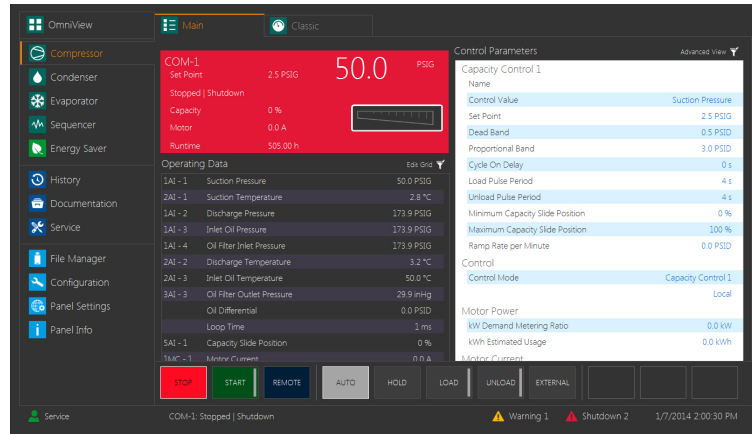 OmniView
Main
Classic
Compressor
Condenser
Evaporator
Sequencer
Energy Saver
History
Documentation
Service
File Manager
Configuration
Panel Settings
Panel Info
COM-1
50.0 PSIG
Set Point 2.5 PSIG
Stopped | Shutdown
Capacity 0 %
Motor 0.0 A
Runtime 505.00 h
Operating Data Edit Grid
1AI - 1 Suction Pressure 50.0 PSIG
2AI - 1 Suction Temperature 2.8 °C
1AI - 2 Discharge Pressure 173.9 PSIG
1AI - 3 Inlet Oil Pressure 173.9 PSIG
1AI - 4 Oil Filter Inlet Pressure 173.9 PSIG
2AI - 2 Discharge Temperature 3.2 °C
2AI - 3 Inlet Oil Temperature 50.0 °C
3AI - 3 Oil Filter Outlet Pressure 29.9 inHg
Oil Differential 0.0 PSID
Loop Time 1 ms
5AI - 1 Capacity Slide Position 0 %
1MC - 1 Motor Current 0.0 A
Control Parameters Advanced View
Capacity Control 1
Name
Control Value Suction Pressure
Set Point 2.5 PSIG
Dead Band 0.5 PSID
Proportional Band 3.0 PSID
Cycle On Delay 0 s
Load Pulse Period 4 s
Unload Pulse Period 4 s
Minimum Capacity Slide Position 0 %
Maximum Capacity Slide Position 100 %
Ramp Rate per Minute 0.0 PSID
Control
Control Mode Capacity Control 1
Local
Motor Power
kW Demand Metering Ratio 0.0 kW
kWh Estimated Usage 0.0 kWh
Motor Current
STOP START REMOTE AUTO HOLD LOAD UNLOAD EXTERNAL
Service COM-1: Stopped | Shutdown Warning 1 Shutdown 2 1/7/2014 2:00:30 PM